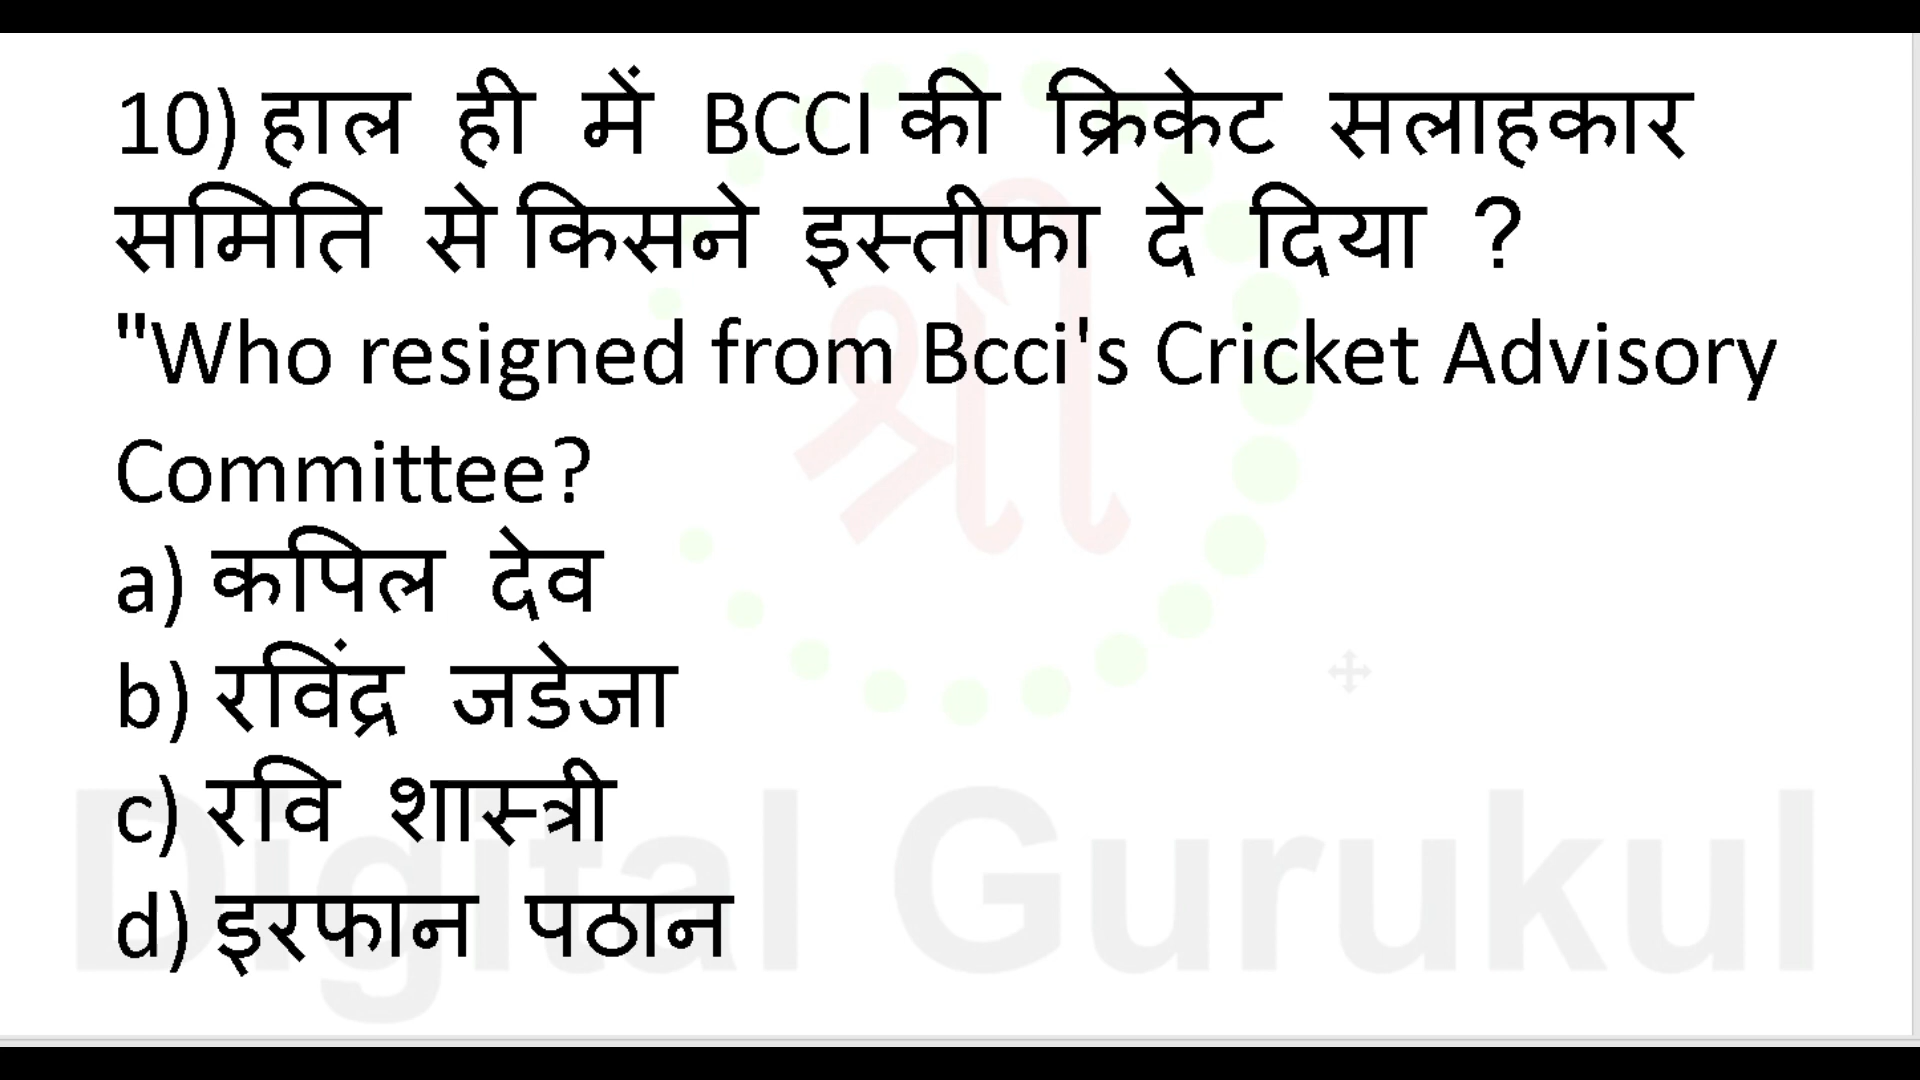 10) हाल ही में BCCI की क्रिकेट सलाहकार
समिति से किसने इस्तीफा दे दिया ?
"Who resigned from Bcci's Cricket Advisory
Committee?
a) कपिल देव
b) रविंद्र जडेजा
c) रवि शास्त्री
d) इरफान पठान
श्री
Digital Gurukul